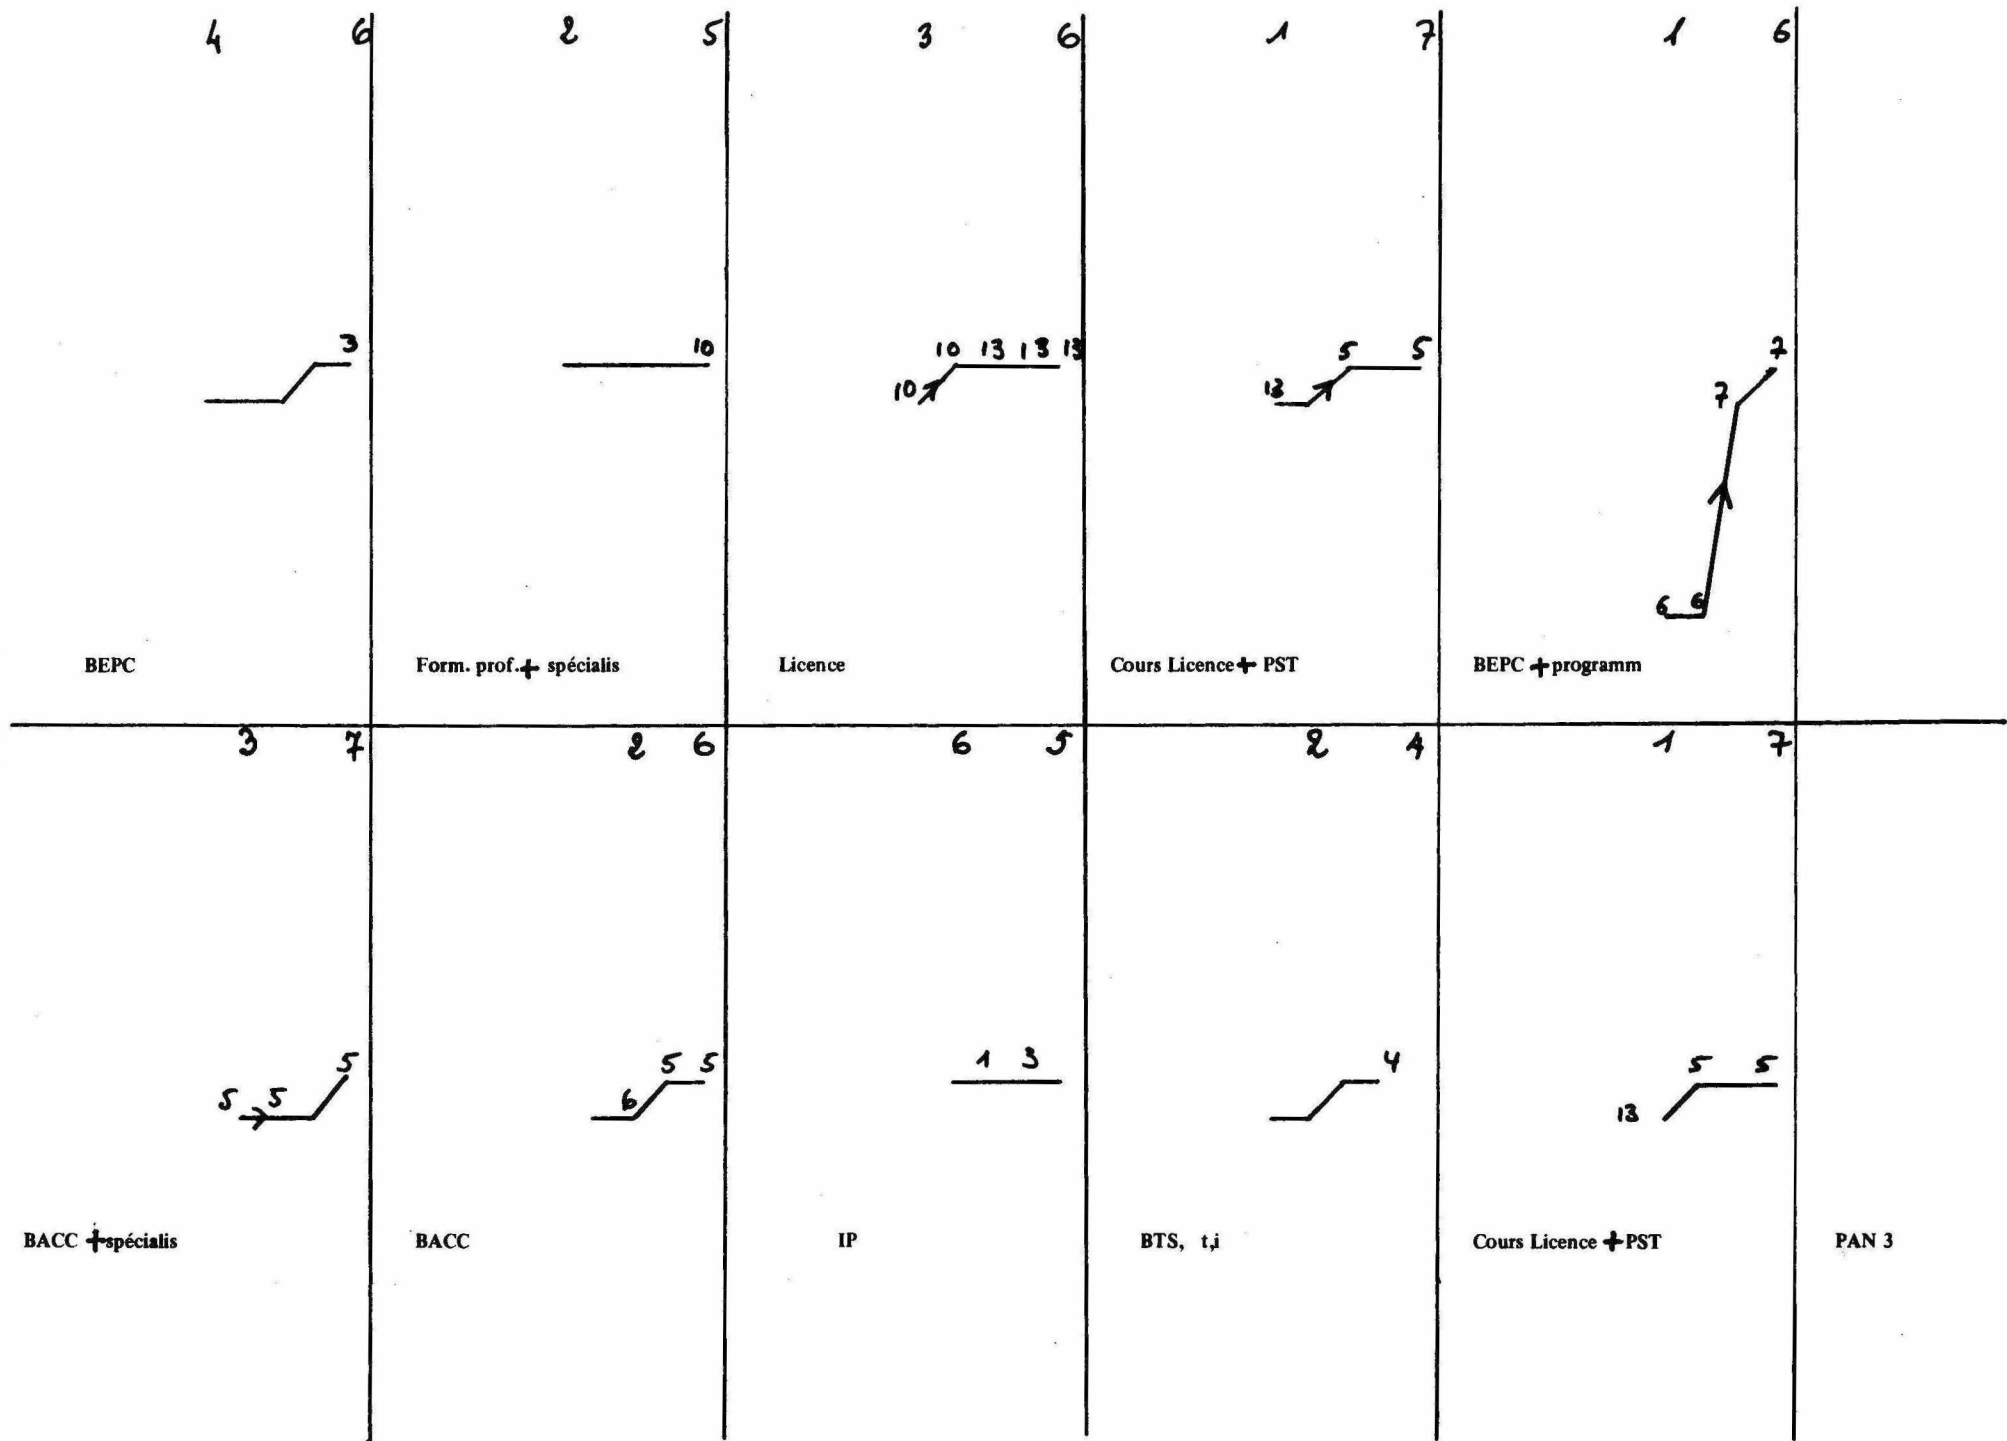 4 6 2 5 3 6 1 7 1 6
3 10 10 13 13 13 5 5 7
10 13 7
6 6
BEPC Form. prof. + spécialis Licence Cours Licence + PST BEPC + programm
3 7 2 6 6 5 2 4 1 7
5 5 5 1 3 4 5 5
5 5 6 13
BACC + spécialis BACC IP BTS, t,i Cours Licence + PST PAN 3